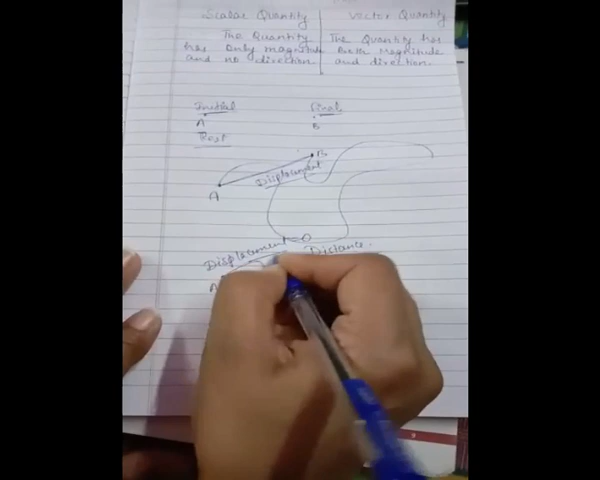 Scalar Quantity
Vector Quantity
The Quantity
has only magnitude
and no direction.
The Quantity has
Both Magnitude
and direction.
Initial
Final
A
B
Rest
B
Displacement
A
Displacement
Distance.
A